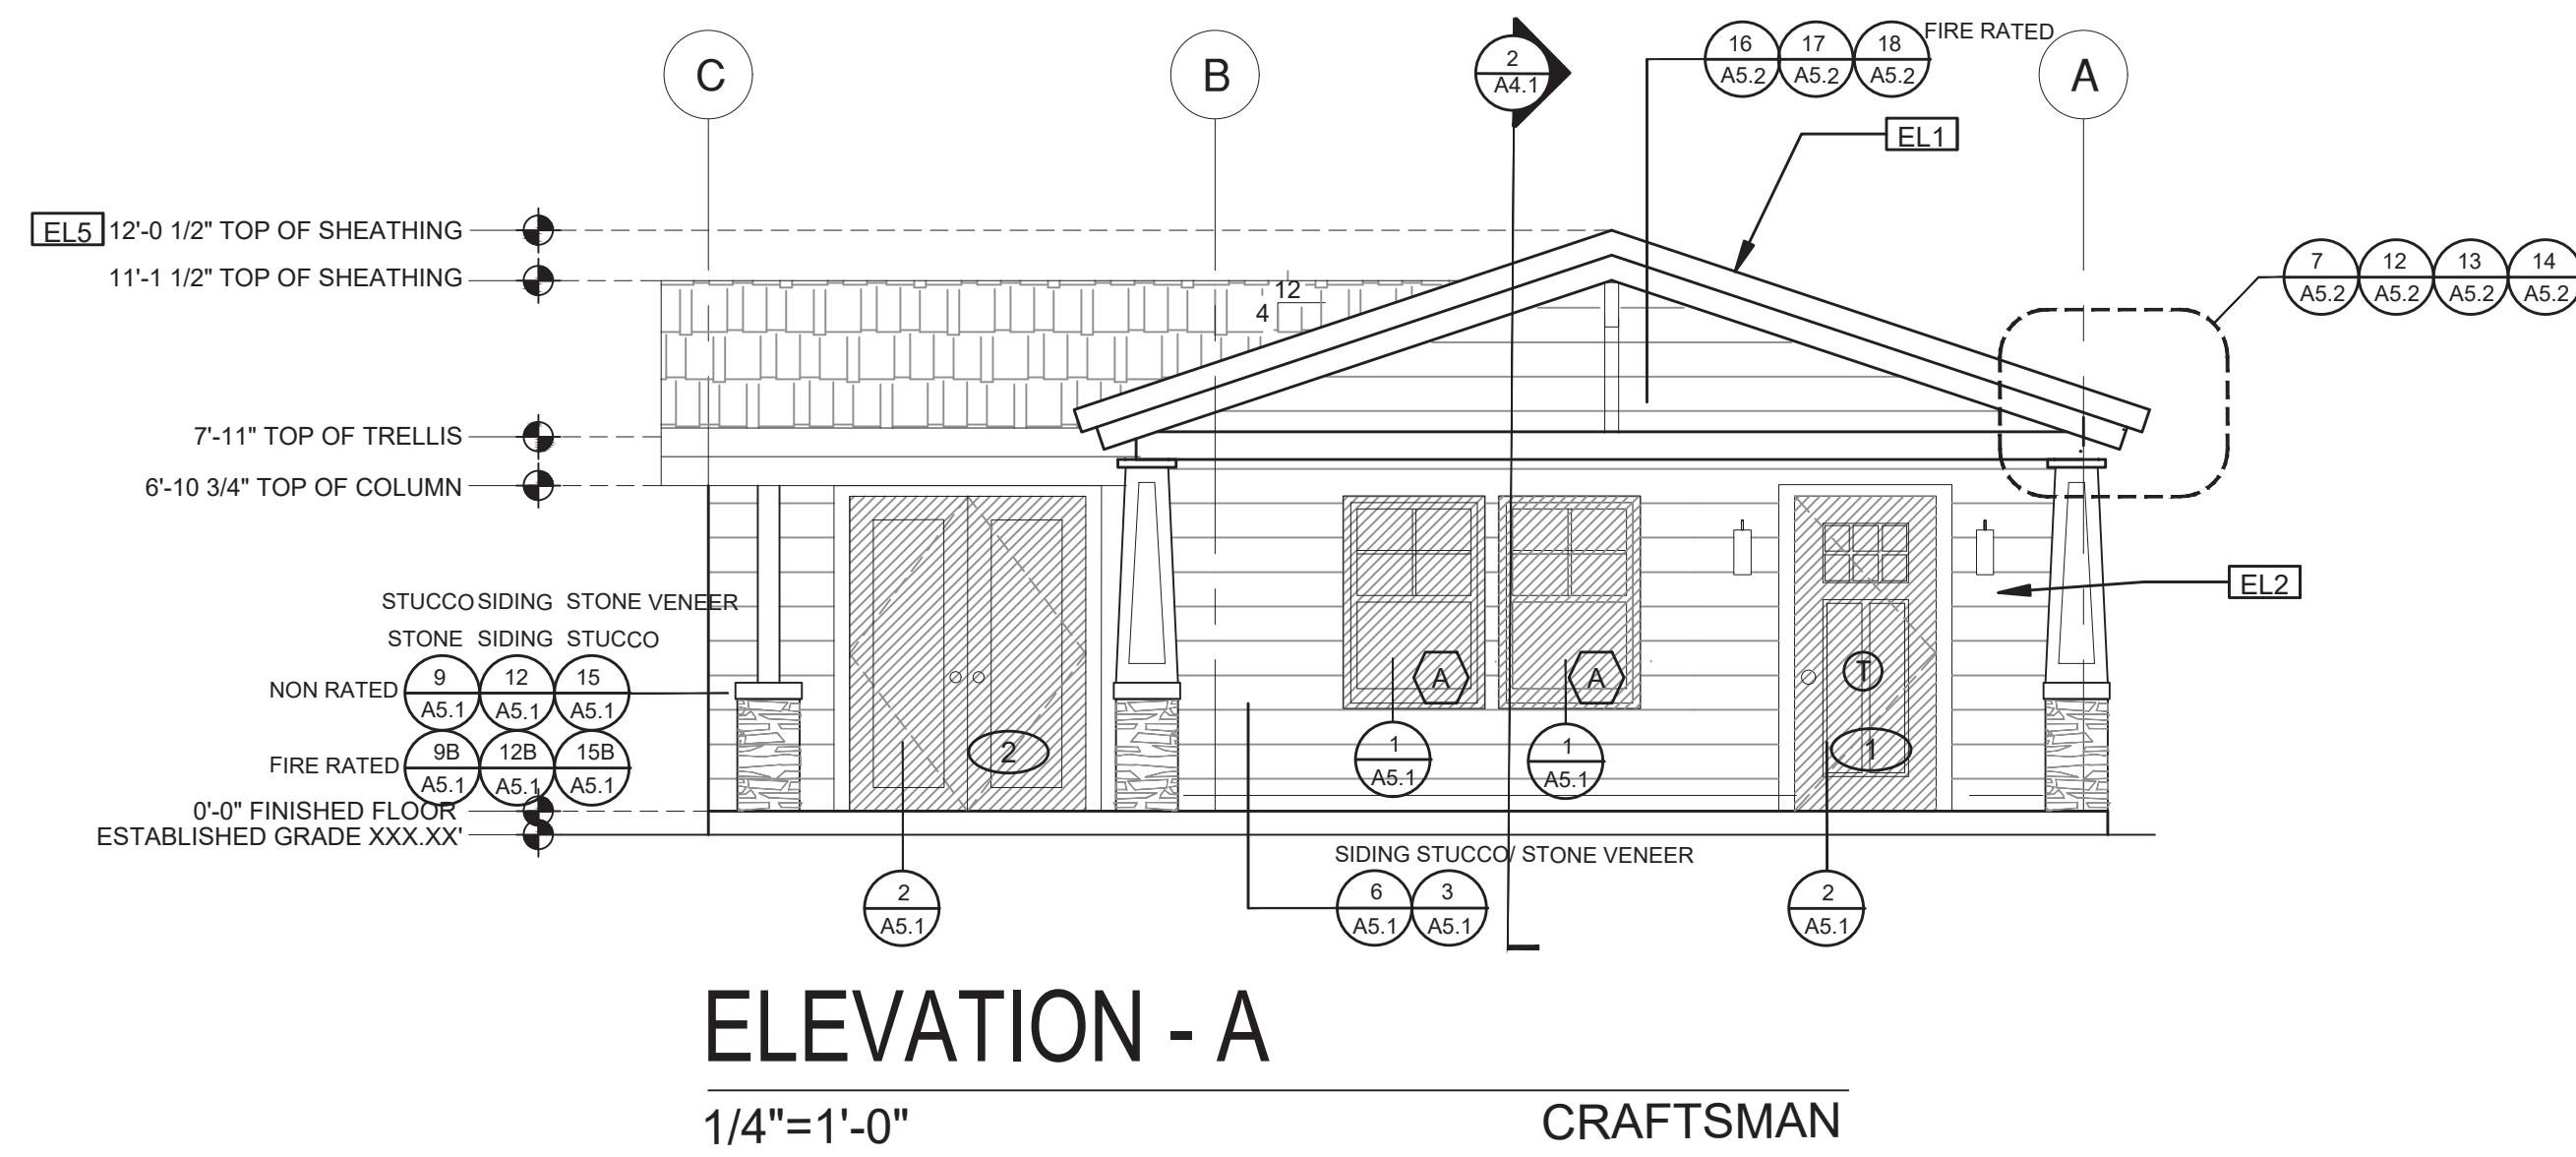 C
B
2
A4.1
16
A5.2
17
A5.2
18
A5.2
FIRE RATED
A
EL1
EL5 12'-0 1/2" TOP OF SHEATHING
11'-1 1/2" TOP OF SHEATHING
7
A5.2
12
A5.2
13
A5.2
14
A5.2
12
4
7'-11" TOP OF TRELLIS
6'-10 3/4" TOP OF COLUMN
EL2
STUCCO SIDING STONE VENEER
STONE SIDING STUCCO
NON RATED
9
A5.1
12
A5.1
15
A5.1
T
A
A
FIRE RATED
9B
A5.1
12B
A5.1
15B
A5.1
2
1
A5.1
1
A5.1
1
0'-0" FINISHED FLOOR
ESTABLISHED GRADE XXX.XX'
SIDING STUCCO/ STONE VENEER
2
A5.1
6
A5.1
3
A5.1
2
A5.1
ELEVATION - A
1/4"=1'-0"
CRAFTSMAN